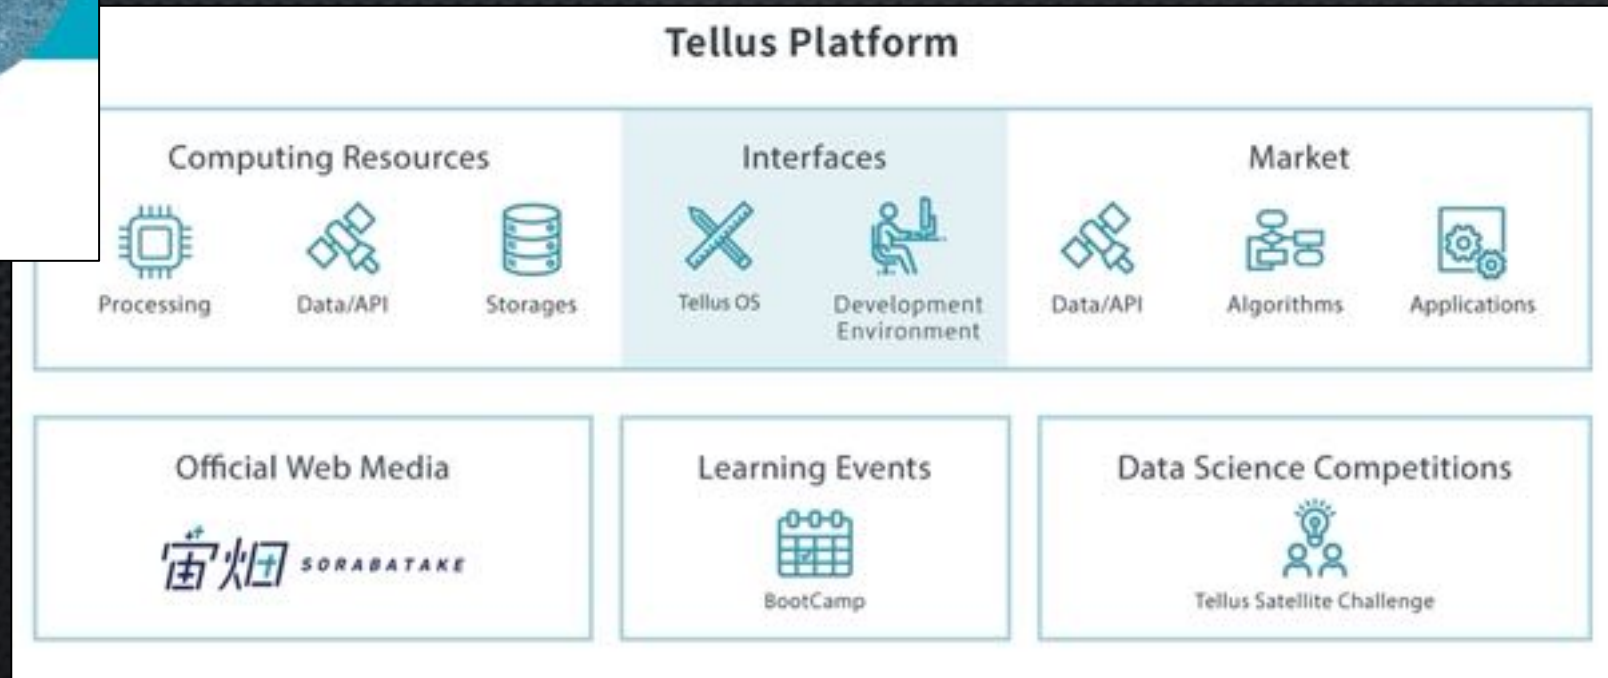 Tellus Platform
Computing Resources
Interfaces
Market
Processing
Data/API
Storages
Tellus OS
Development
Environment
Data/API
Algorithms
Applications
Official Web Media
宙畑 SORABATAKE
Learning Events
BootCamp
Data Science Competitions
Tellus Satellite Challenge